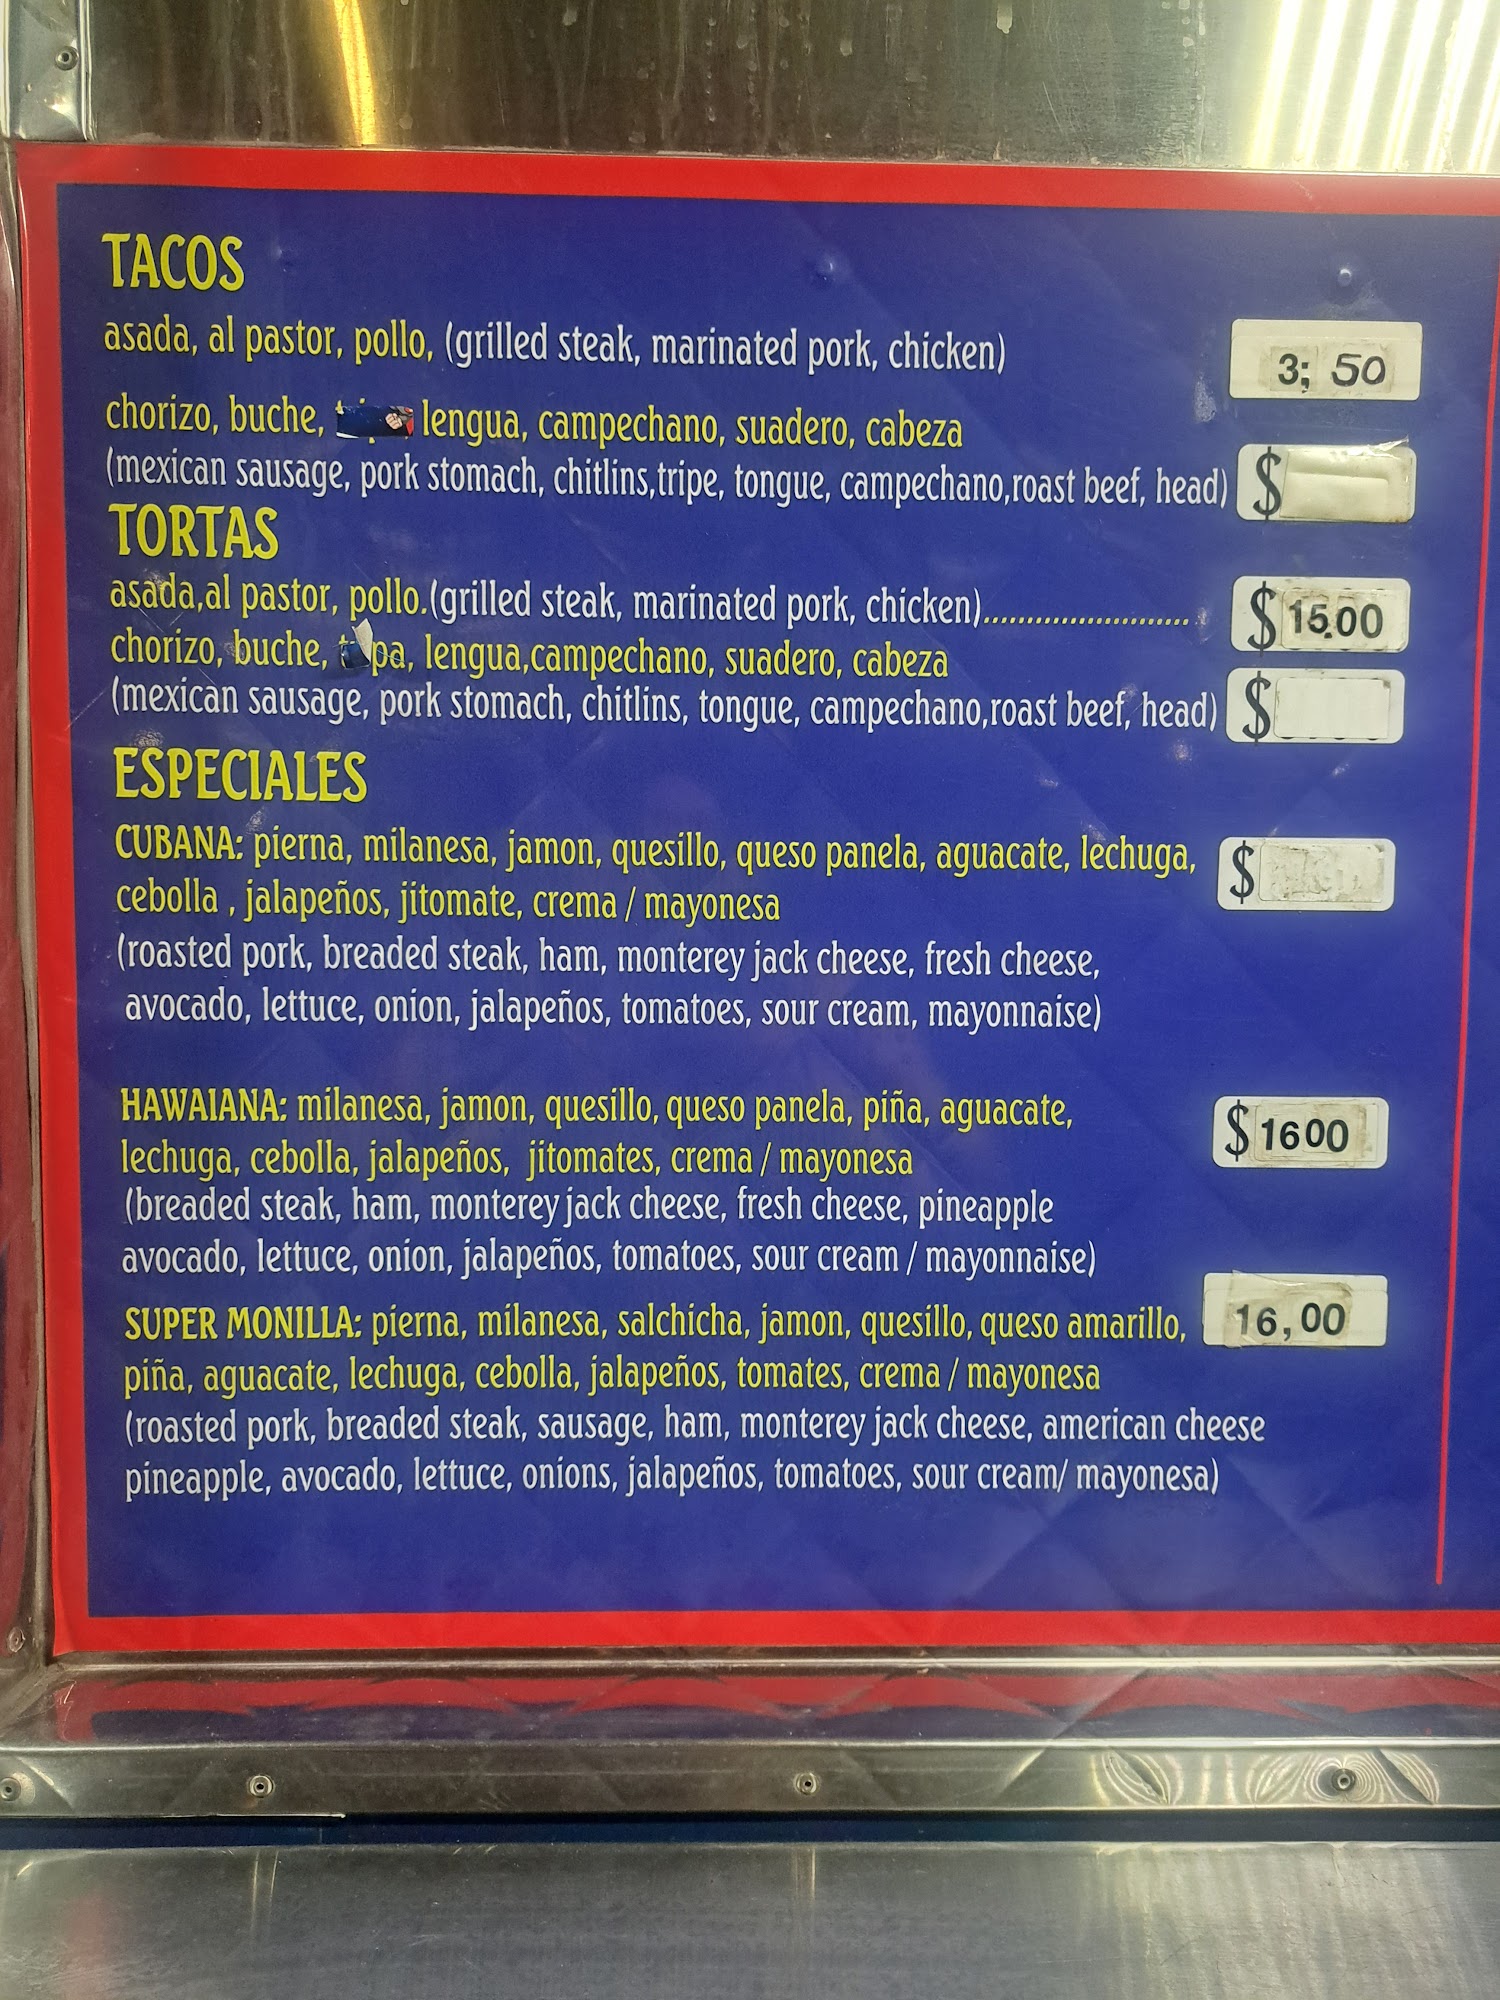 TACOS
asada, al pastor, pollo, (grilled steak, marinated pork, chicken) 3; 50
chorizo, buche, lengua, campechano, suadero, cabeza
(mexican sausage, pork stomach, chitlins,tripe, tongue, campechano,roast beef, head) $
TORTAS
asada,al pastor, pollo.(grilled steak, marinated pork, chicken)........................ $ 15.00
chorizo, buche, lengua,campechano, suadero, cabeza
(mexican sausage, pork stomach, chitlins, tongue, campechano,roast beef, head) $
ESPECIALES
CUBANA: pierna, milanesa, jamon, quesillo, queso panela, aguacate, lechuga, $
cebolla , jalapeños, jitomate, crema / mayonesa
(roasted pork, breaded steak, ham, monterey jack cheese, fresh cheese,
avocado, lettuce, onion, jalapeños, tomatoes, sour cream, mayonnaise)
HAWAIANA: milanesa, jamon, quesillo, queso panela, piña, aguacate, $ 1600
lechuga, cebolla, jalapeños, jitomates, crema / mayonesa
(breaded steak, ham, monterey jack cheese, fresh cheese, pineapple
avocado, lettuce, onion, jalapeños, tomatoes, sour cream / mayonnaise)
SUPER MONILLA: pierna, milanesa, salchicha, jamon, quesillo, queso amarillo, 16,00
piña, aguacate, lechuga, cebolla, jalapeños, tomates, crema / mayonesa
(roasted pork, breaded steak, sausage, ham, monterey jack cheese, american cheese
pineapple, avocado, lettuce, onions, jalapeños, tomatoes, sour cream/ mayonesa)